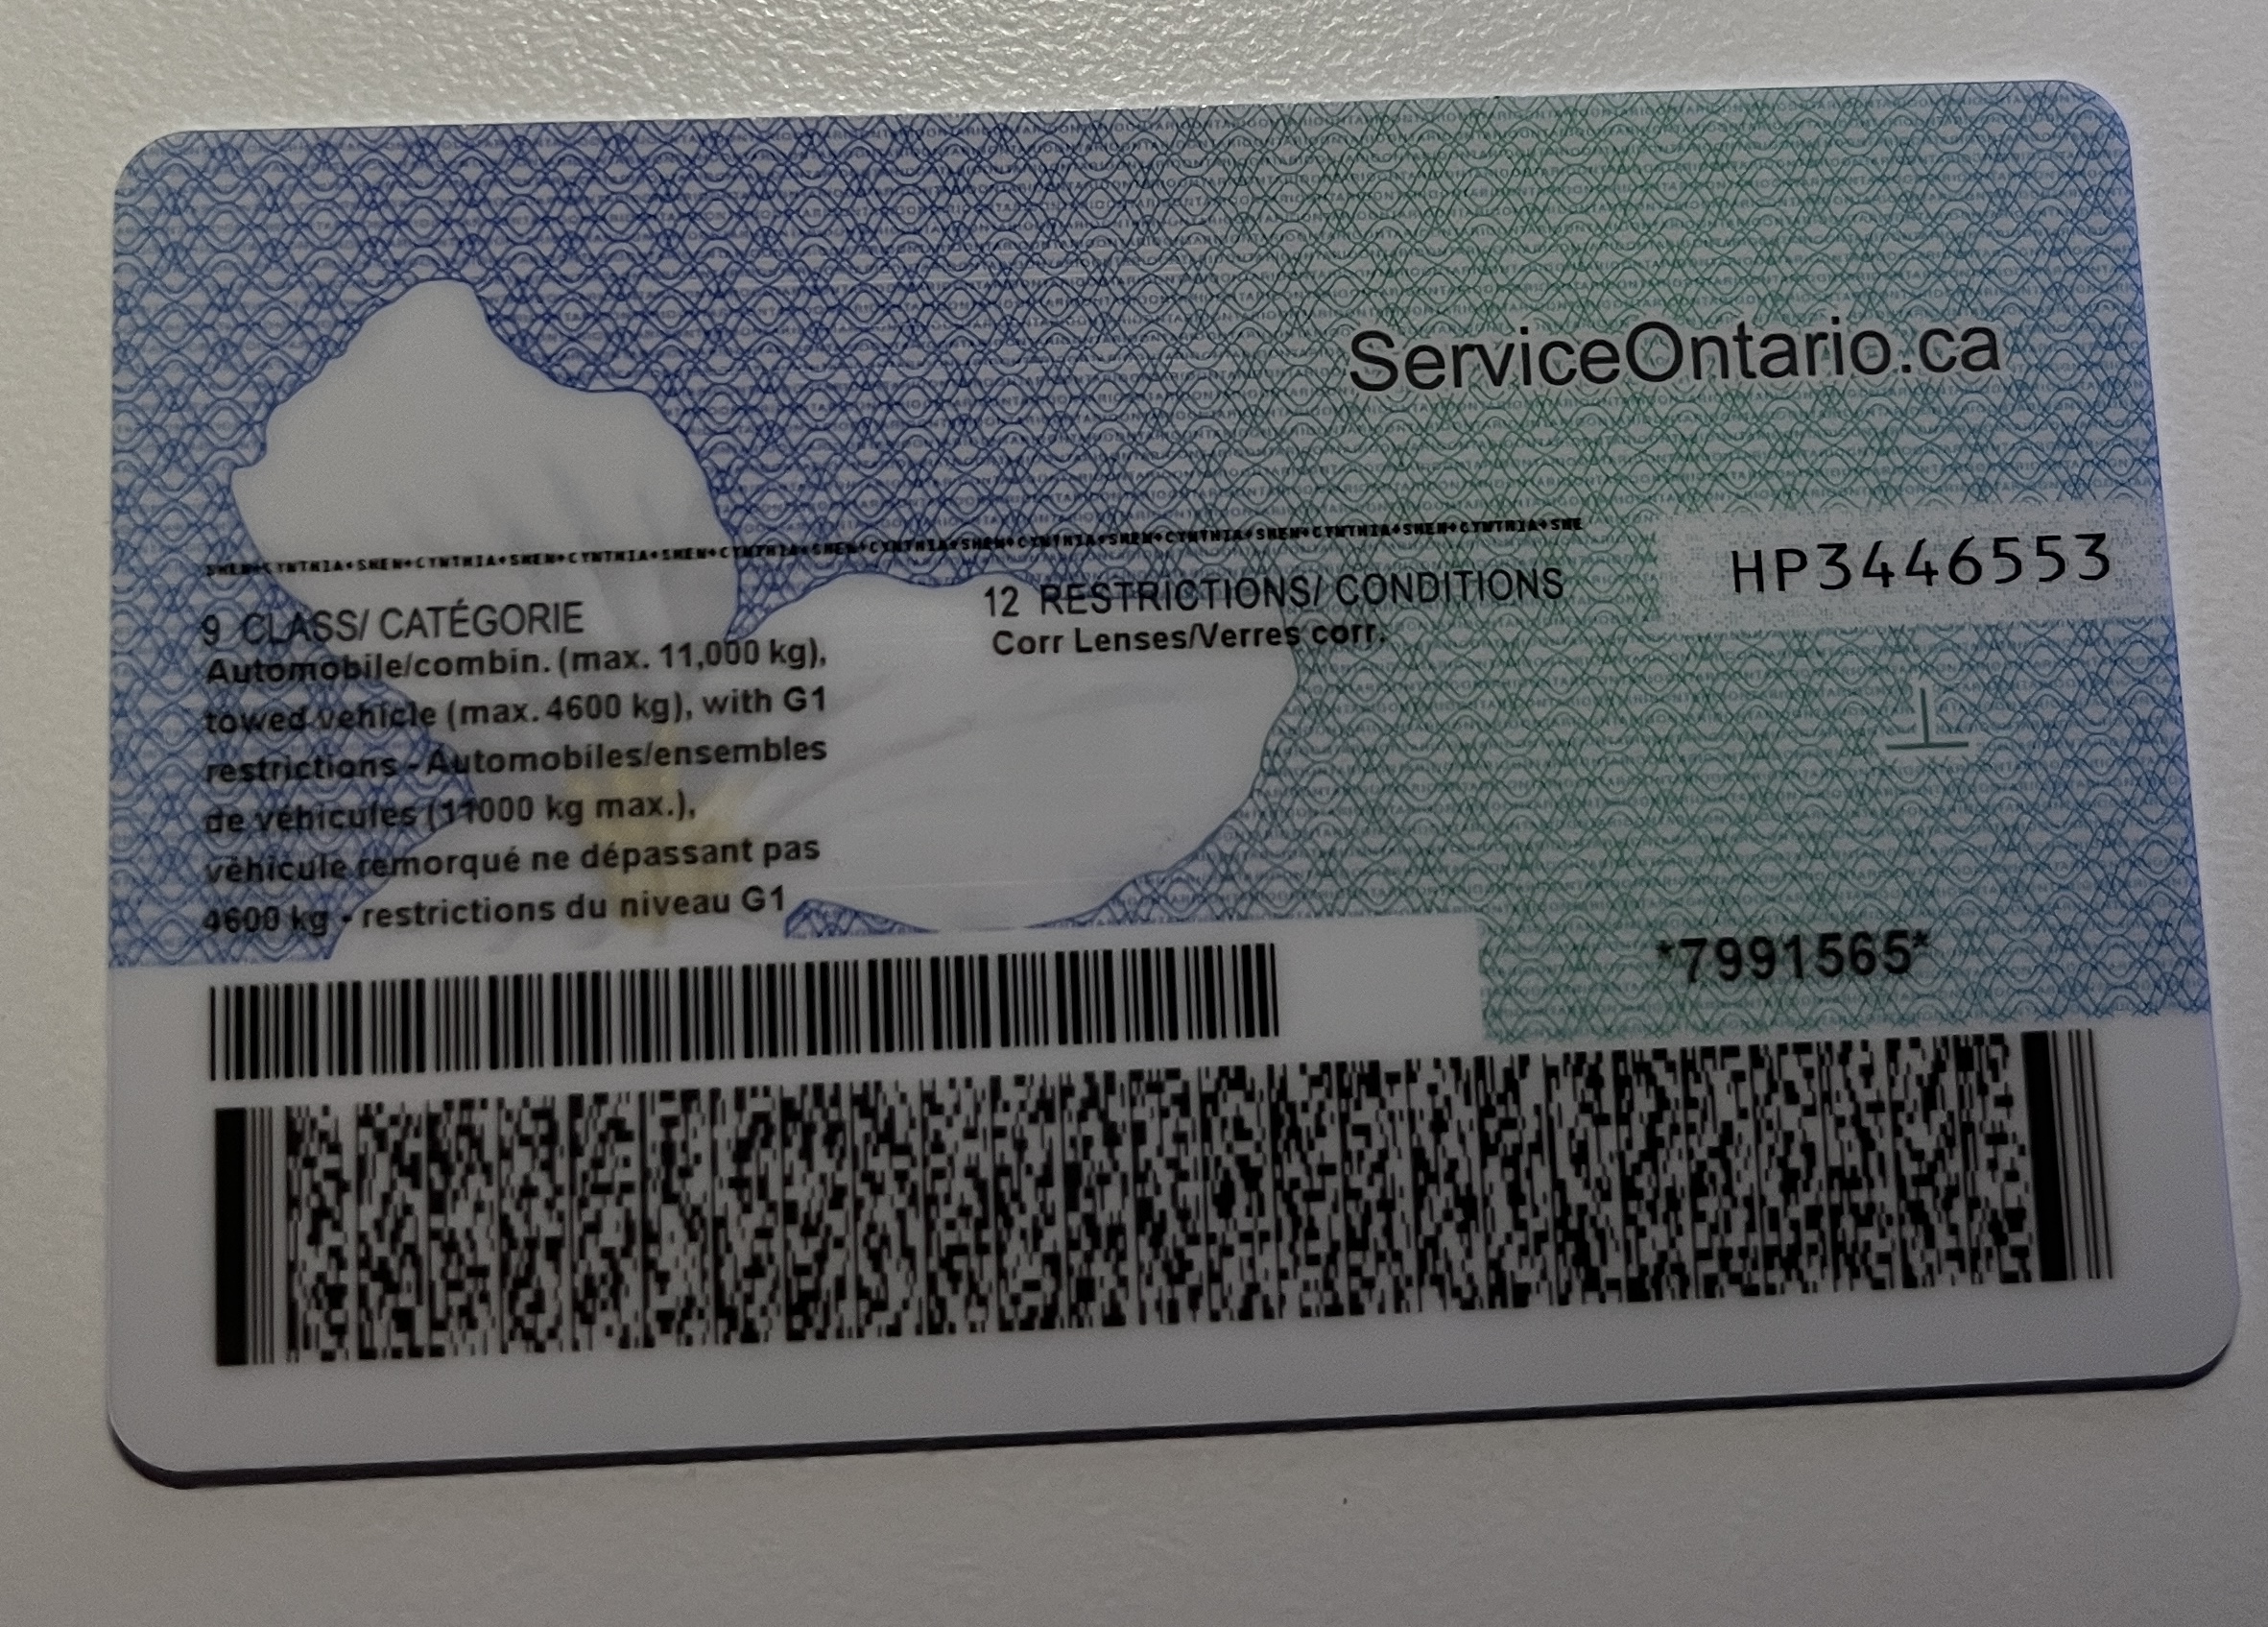 ServiceOntario.ca
SHEN+CYNTHIA+SHEN+CYNTHIA+SHEN+CYNTHIA+SHEN+CYNTHIA+SHEN+CYNTHIA+SHEN+CYNTHIA+SHEN+CYNTHIA+SHEN+CYNTHIA+SHEN+CYNTHIA+SHE
HP3446553
9 CLASS/ CATÉGORIE
Automobile/combin. (max. 11,000 kg),
towed vehicle (max. 4600 kg), with G1
restrictions - Automobiles/ensembles
de véhicules (11000 kg max.),
véhicule remorqué ne dépassant pas
4600 kg - restrictions du niveau G1
12 RESTRICTIONS/ CONDITIONS
Corr Lenses/Verres corr.
*7991565*